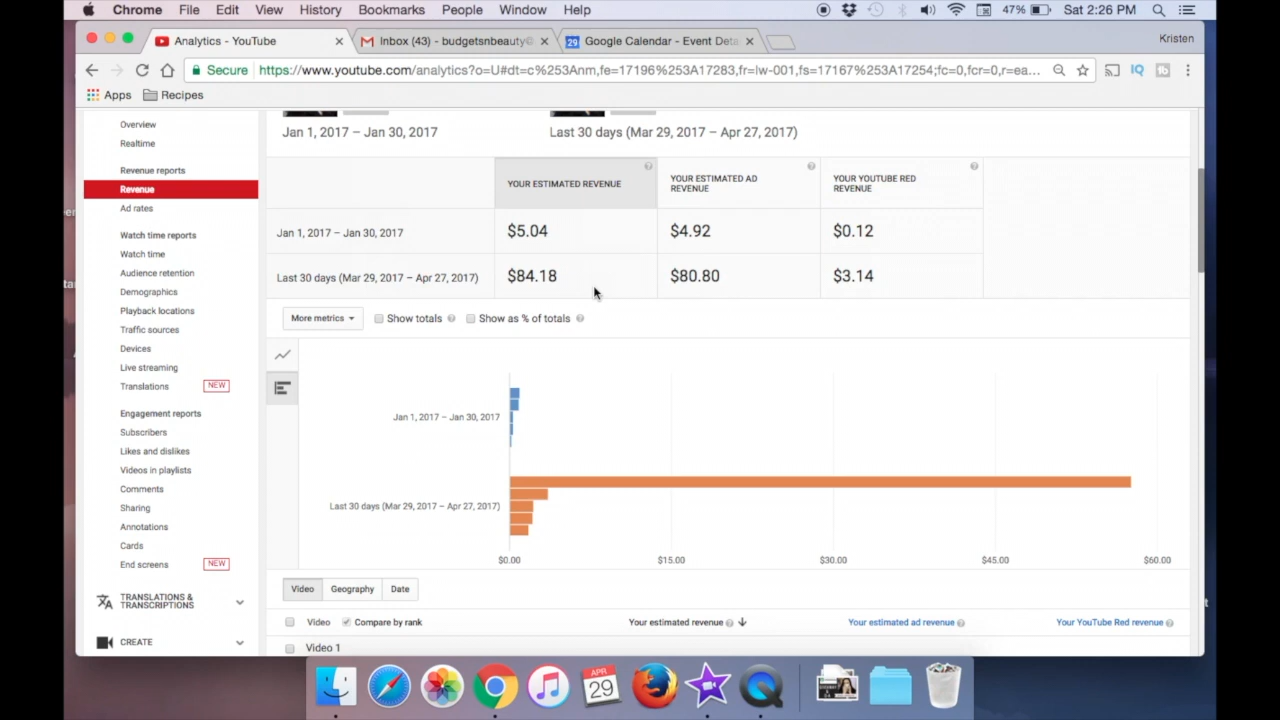 Chrome File Edit View History Bookmarks People Window Help 47% Sat 2:26 PM
Analytics - YouTube Inbox (43) - budgetsnbeauty© Google Calendar - Event Deta Kristen
Secure https://www.youtube.com/analytics?o=U#dt=c%253Anm,fe=17196%253A17283,fr=lw-001,fs=17167%253A17254;fc=0,fcr=0,r=ea... IQ
Apps Recipes
Jan 1, 2017 – Jan 30, 2017 Last 30 days (Mar 29, 2017 – Apr 27, 2017)
Overview
Realtime
Revenue reports
Revenue
Ad rates
Watch time reports
Watch time
Audience retention
Demographics
Playback locations
Traffic sources
Devices
Live streaming
Translations NEW
Engagement reports
Subscribers
Likes and dislikes
Videos in playlists
Comments
Sharing
Annotations
Cards
End screens NEW
TRANSLATIONS &
TRANSCRIPTIONS
CREATE
YOUR ESTIMATED REVENUE YOUR ESTIMATED AD REVENUE YOUR YOUTUBE RED REVENUE
Jan 1, 2017 – Jan 30, 2017 $5.04 $4.92 $0.12
Last 30 days (Mar 29, 2017 – Apr 27, 2017) $84.18 $80.80 $3.14
More metrics Show totals Show as % of totals
Jan 1, 2017 – Jan 30, 2017
Last 30 days (Mar 29, 2017 – Apr 27, 2017)
$0.00 $15.00 $30.00 $45.00 $60.00
Video Geography Date
Video Compare by rank Your estimated revenue Your estimated ad revenue Your YouTube Red revenue
Video 1
APR
29